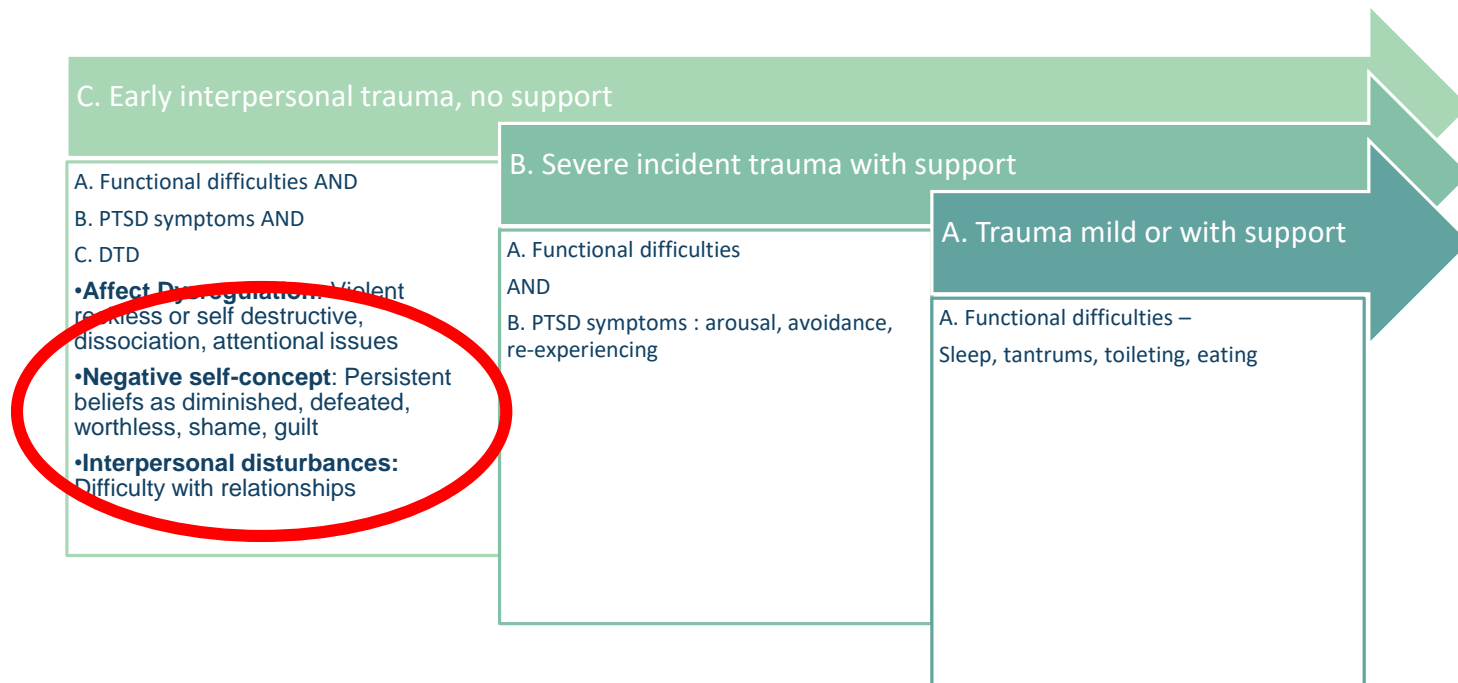 C. Early interpersonal trauma, no support
A. Functional difficulties AND
B. PTSD symptoms AND
C. DTD
•Affect Dysregulation: Violent
reckless or self destructive,
dissociation, attentional issues
•Negative self-concept: Persistent
beliefs as diminished, defeated,
worthless, shame, guilt
•Interpersonal disturbances:
Difficulty with relationships
B. Severe incident trauma with support
A. Functional difficulties
AND
B. PTSD symptoms : arousal, avoidance,
re-experiencing
A. Trauma mild or with support
A. Functional difficulties –
Sleep, tantrums, toileting, eating